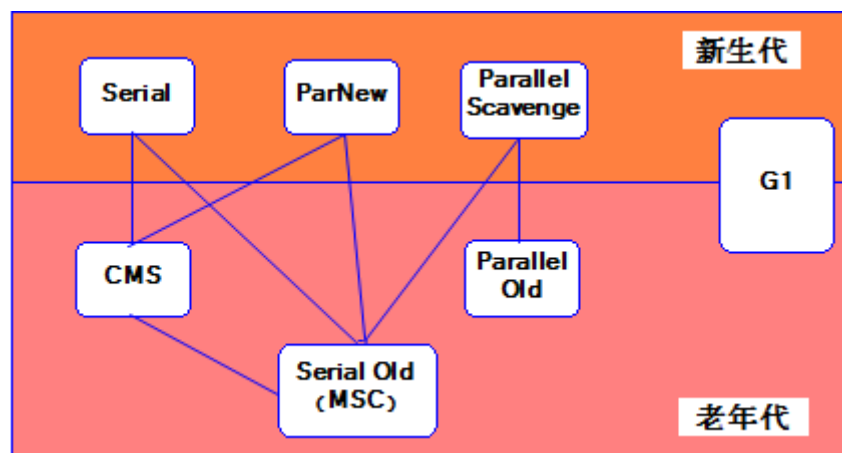 新生代
Serial
ParNew
Parallel
Scavenge
G1
CMS
Parallel
Old
Serial Old
(MSC)
老年代